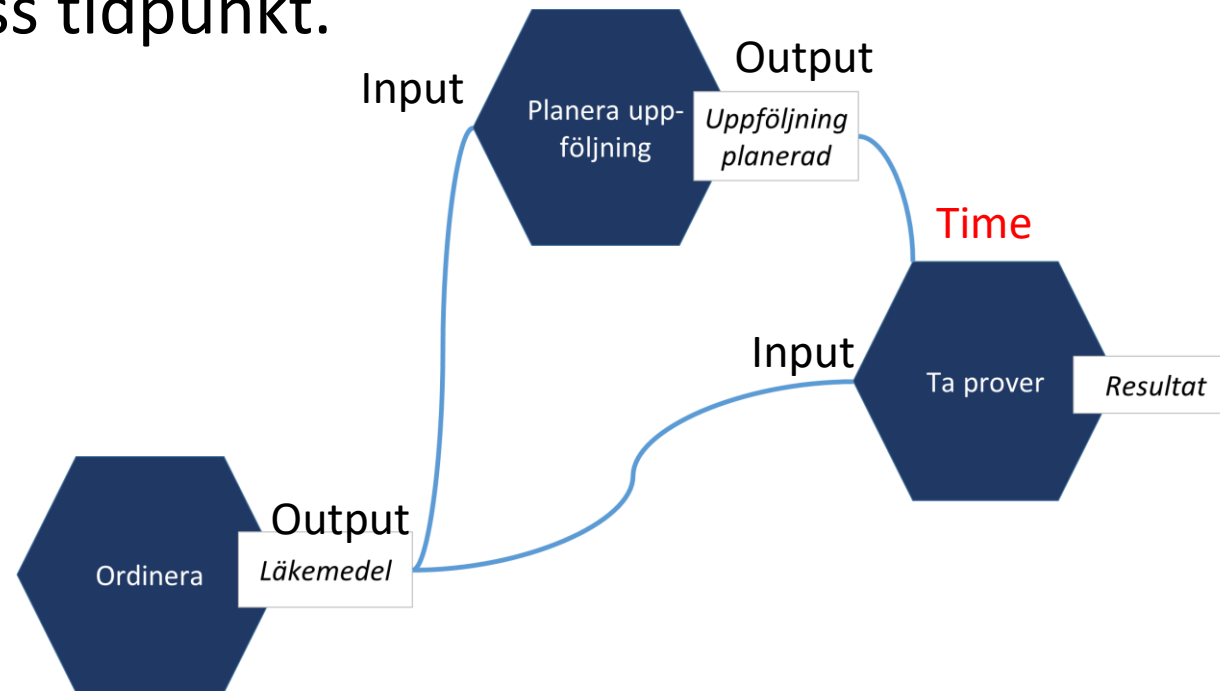 ss tidpunkt.
Input
Planera upp-
följning
Output
Uppföljning
planerad
Time
Input
Ta prover
Resultat
Output
Ordinera
Läkemedel